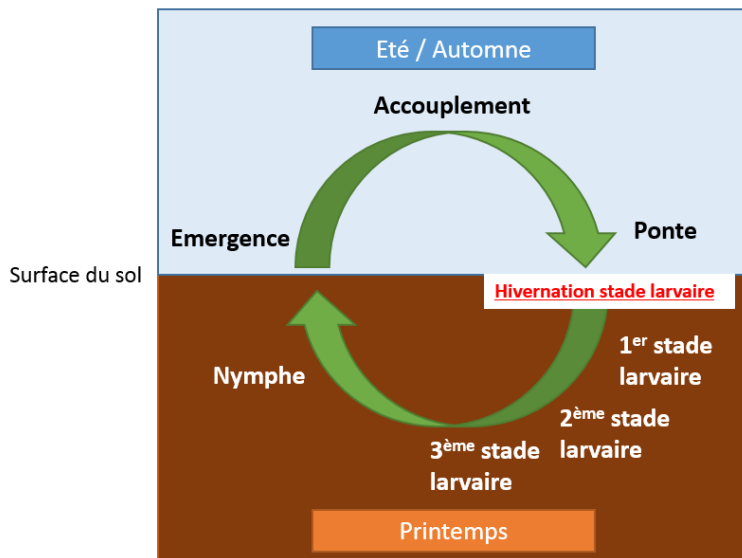 Eté / Automne
Accouplement
Emergence
Ponte
Surface du sol
Hivernation stade larvaire
1er stade
larvaire
Nymphe
2ème stade
larvaire
3ème stade
larvaire
Printemps